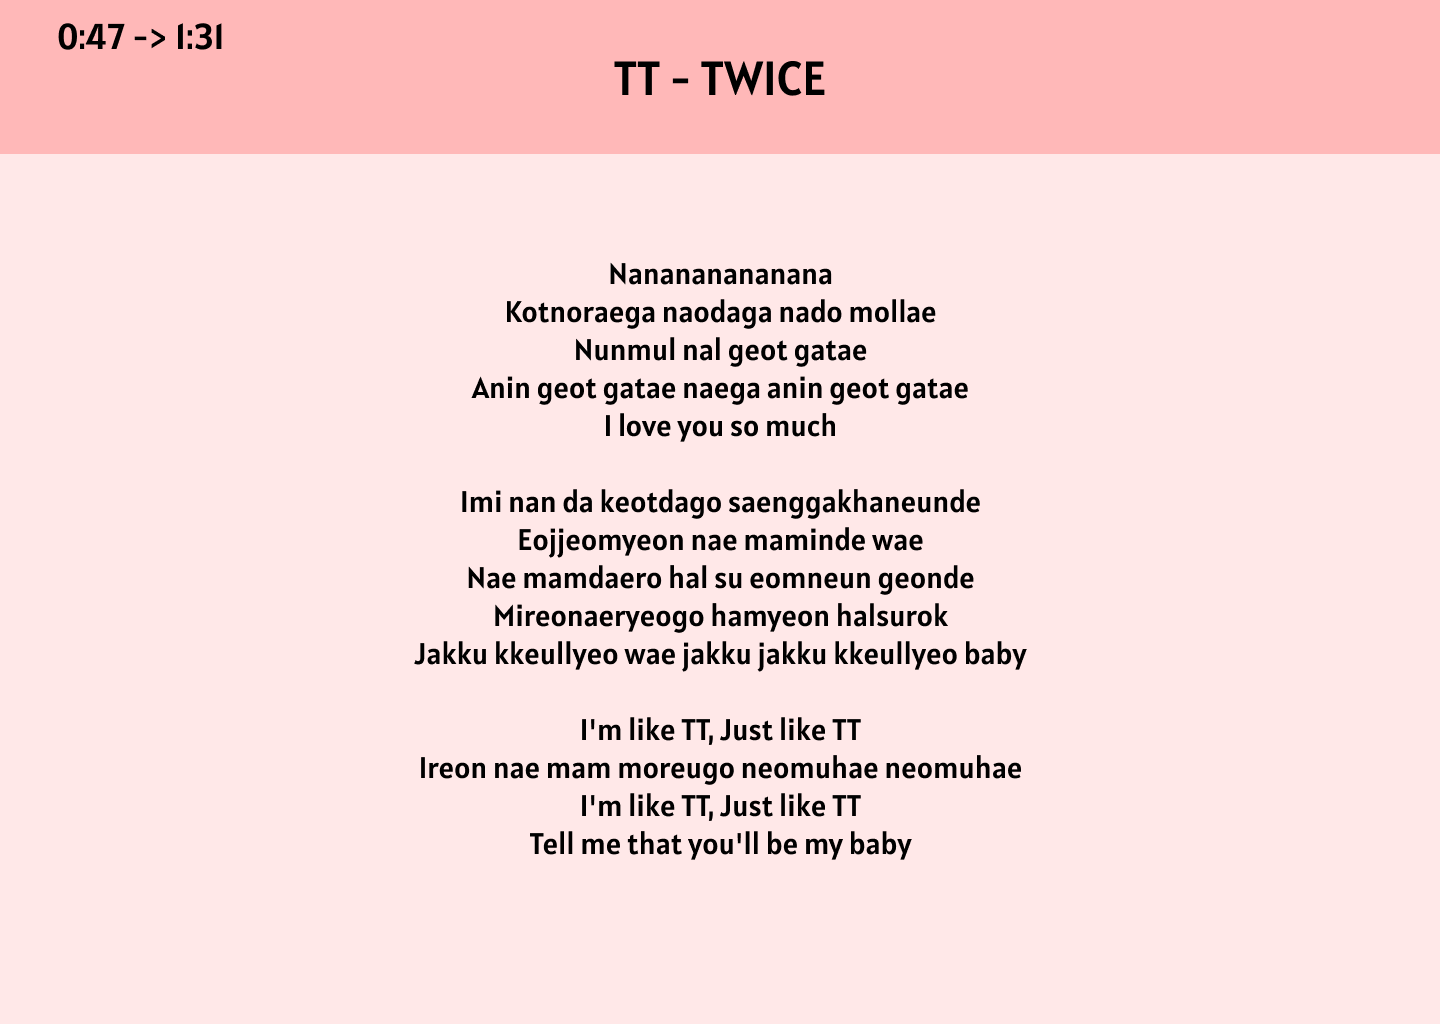 0:47 -> 1:31
TT - TWICE
Nanananananana
Kotnoraega naodaga nado mollae
Nunmul nal geot gatae
Anin geot gatae naega anin geot gatae
I love you so much
Imi nan da keotdago saenggakhaneunde
Eojjeomyeon nae maminde wae
Nae mamdaero hal su eomneun geonde
Mireonaeryeogo hamyeon halsurok
Jakku kkeullyeo wae jakku jakku kkeullyeo baby
I'm like TT, Just like TT
Ireon nae mam moreugo neomuhae neomuhae
I'm like TT, Just like TT
Tell me that you'll be my baby